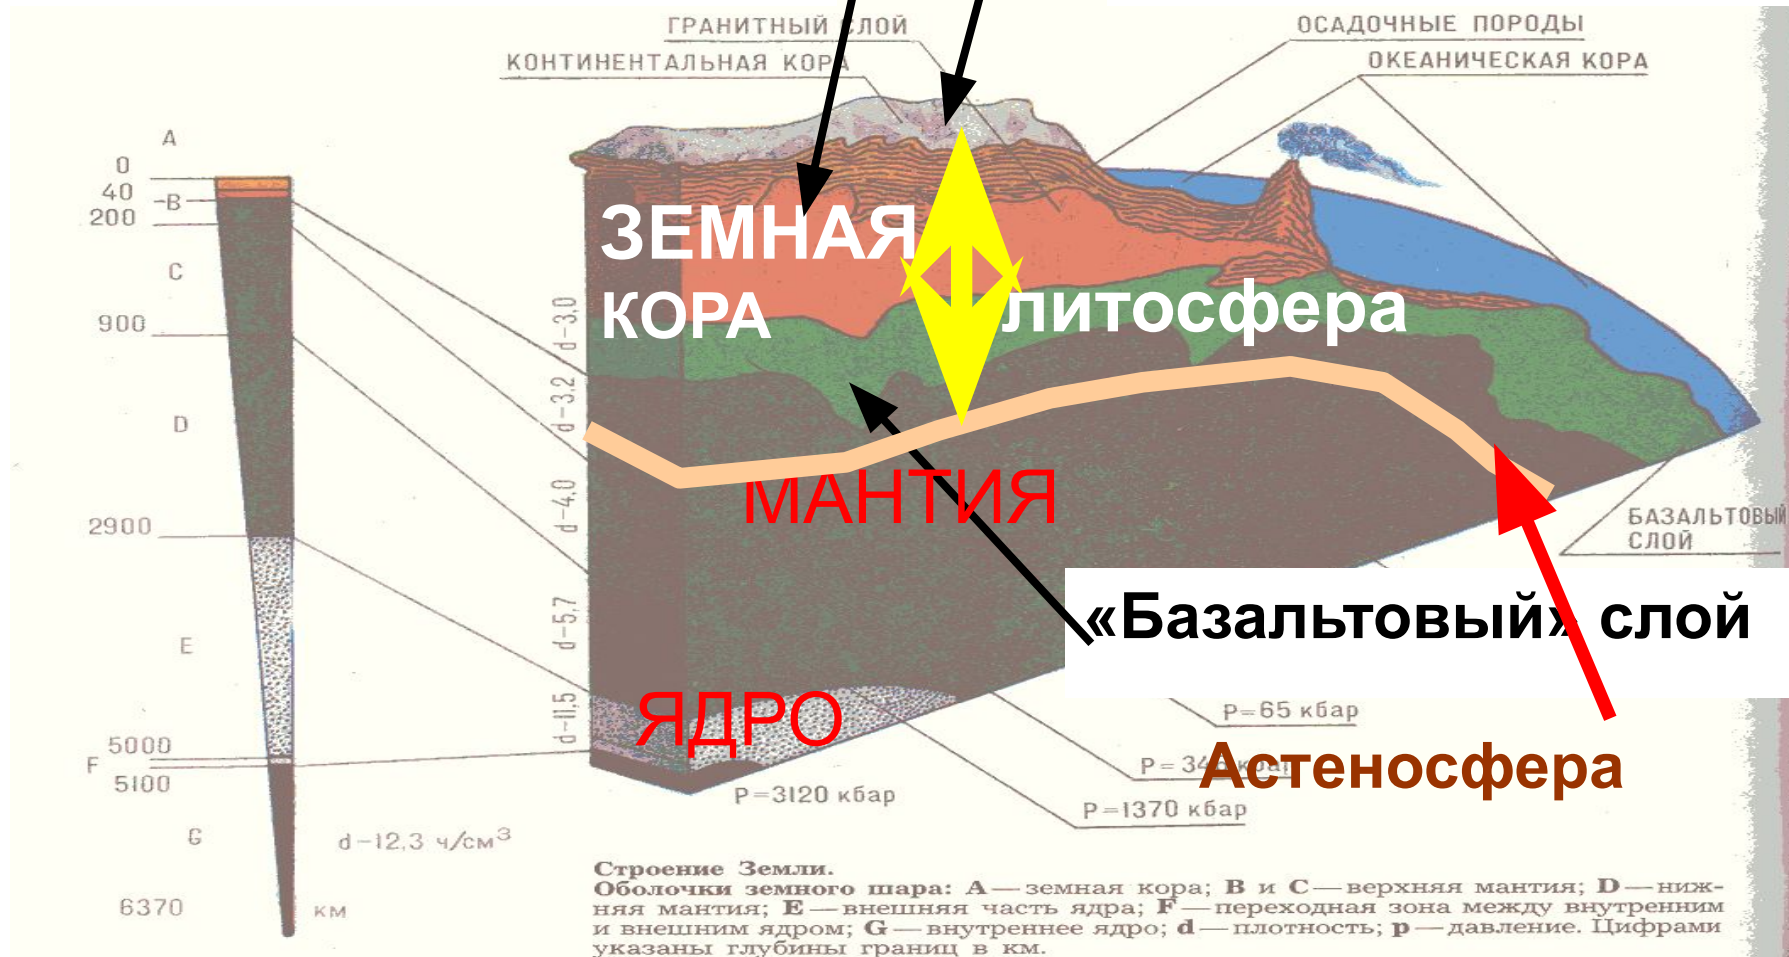 ГРАНИТНЫЙ СЛОЙ
КОНТИНЕНТАЛЬНАЯ КОРА
ОСАДОЧНЫЕ ПОРОДЫ
ОКЕАНИЧЕСКАЯ КОРА
A
0
40
B
200
C
900
D
2900
E
5000
F
5100
G
6370
км
d—12,3 ч/см³
d—3,0
d—3,2
d—4,0
d—5,7
d—11,5
ЗЕМНАЯ
КОРА
литосфера
МАНТИЯ
ЯДРО
БАЗАЛЬТОВЫЙ
СЛОЙ
«Базальтовый» слой
P=65 кбар
Астеносфера
P=1370 кбар
P=3120 кбар
Строение Земли.
Оболочки земного шара: A — земная кора; B и C — верхняя мантия; D — ниж-
няя мантия; E — внешняя часть ядра; F — переходная зона между внутренним
и внешним ядром; G — внутреннее ядро; d — плотность; p — давление. Цифрами
указаны глубины границ в км.